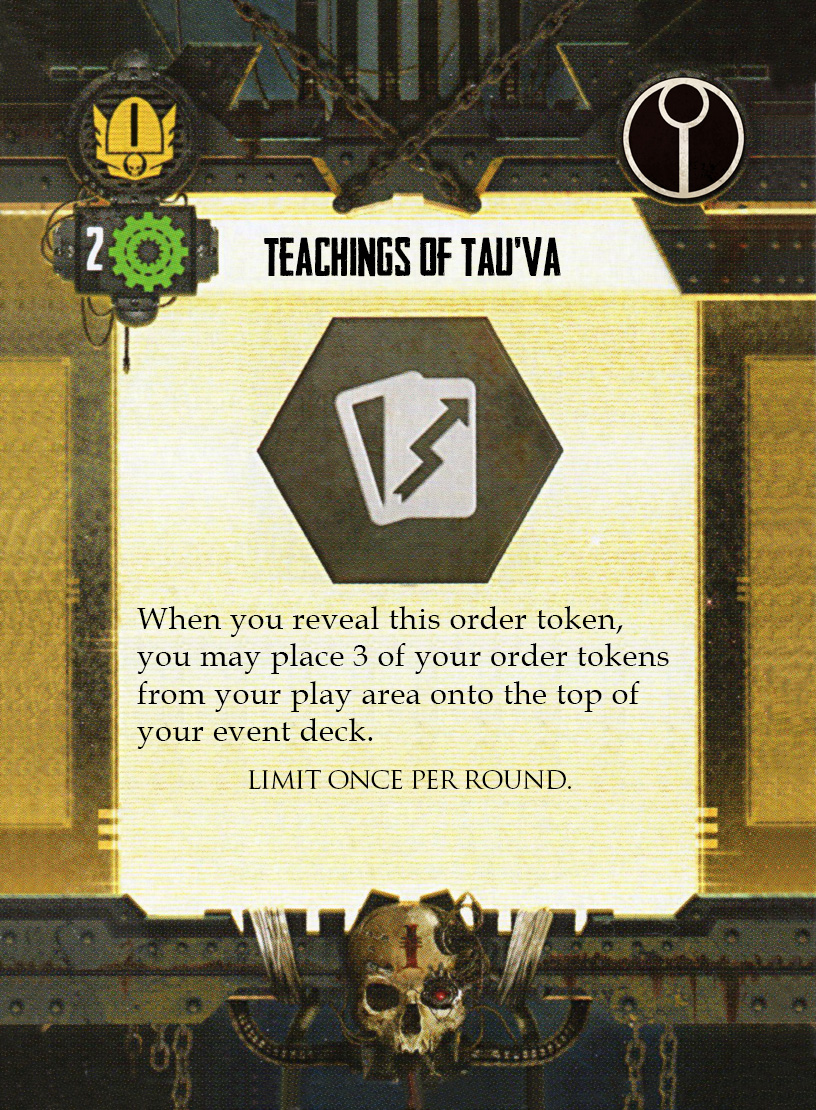 I
2
TEACHINGS OF TAU'VA
When you reveal this order token,
you may place 3 of your order tokens
from your play area onto the top of
your event deck.
LIMIT ONCE PER ROUND.
I